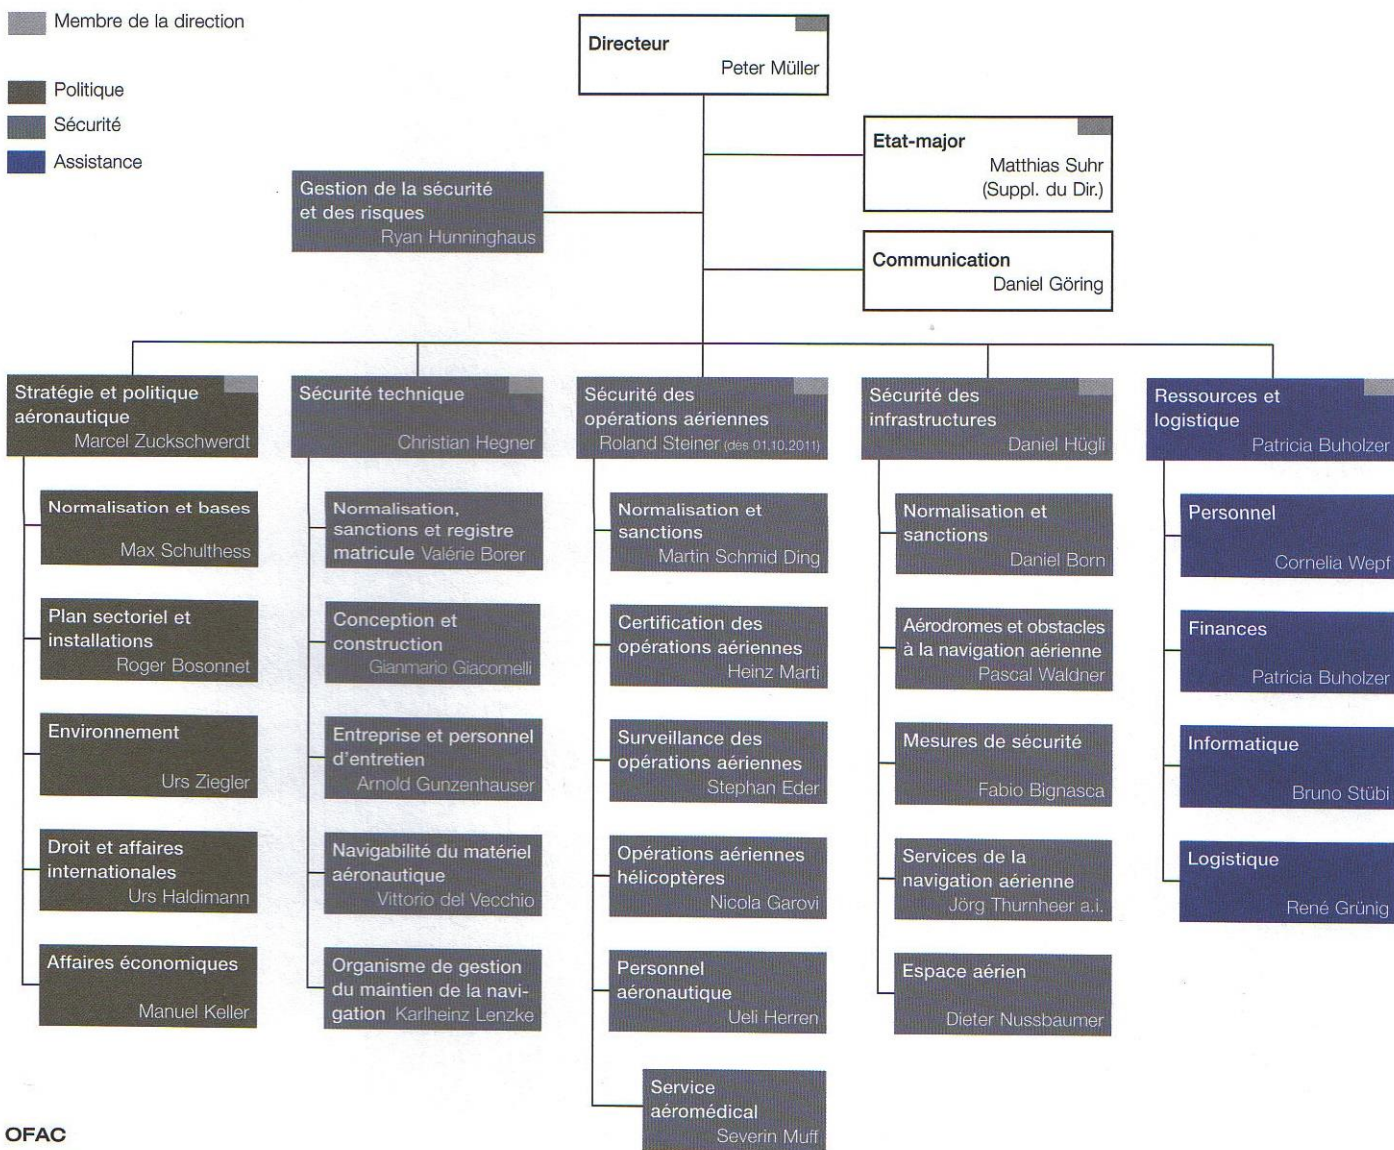 Membre de la direction
Politique
Sécurité
Assistance
Directeur
Peter Müller
Etat-major
Matthias Suhr
(Suppl. du Dir.)
Gestion de la sécurité
et des risques
Ryan Hunninghaus
Communication
Daniel Göring
Stratégie et politique
aéronautique
Marcel Zuckschwerdt
Normalisation et bases
Max Schulthess
Plan sectoriel et
installations
Roger Bosonnet
Environnement
Urs Ziegler
Droit et affaires
internationales
Urs Haldimann
Affaires économiques
Manuel Keller
Sécurité technique
Christian Hegner
Normalisation,
sanctions et registre
matricule Valérie Borer
Conception et
construction
Gianmario Giacomelli
Entreprise et personnel
d'entretien
Arnold Gunzenhauser
Navigabilité du matériel
aéronautique
Vittorio del Vecchio
Organisme de gestion
du maintien de la navi-
gation Karlheinz Lenzke
Sécurité des
opérations aériennes
Roland Steiner (dès 01.10.2011)
Normalisation et
sanctions
Martin Schmid Ding
Certification des
opérations aériennes
Heinz Marti
Surveillance des
opérations aériennes
Stephan Eder
Opérations aériennes
hélicoptères
Nicola Garovi
Personnel
aéronautique
Ueli Herren
Service
aéromédical
Severin Muff
Sécurité des
infrastructures
Daniel Hügli
Normalisation et
sanctions
Daniel Born
Aérodromes et obstacles
à la navigation aérienne
Pascal Waldner
Mesures de sécurité
Fabio Bignasca
Services de la
navigation aérienne
Jörg Thurnheer a.i.
Espace aérien
Dieter Nussbaumer
Ressources et
logistique
Patricia Buholzer
Personnel
Cornelia Wepf
Finances
Patricia Buholzer
Informatique
Bruno Stübi
Logistique
René Grünig
OFAC